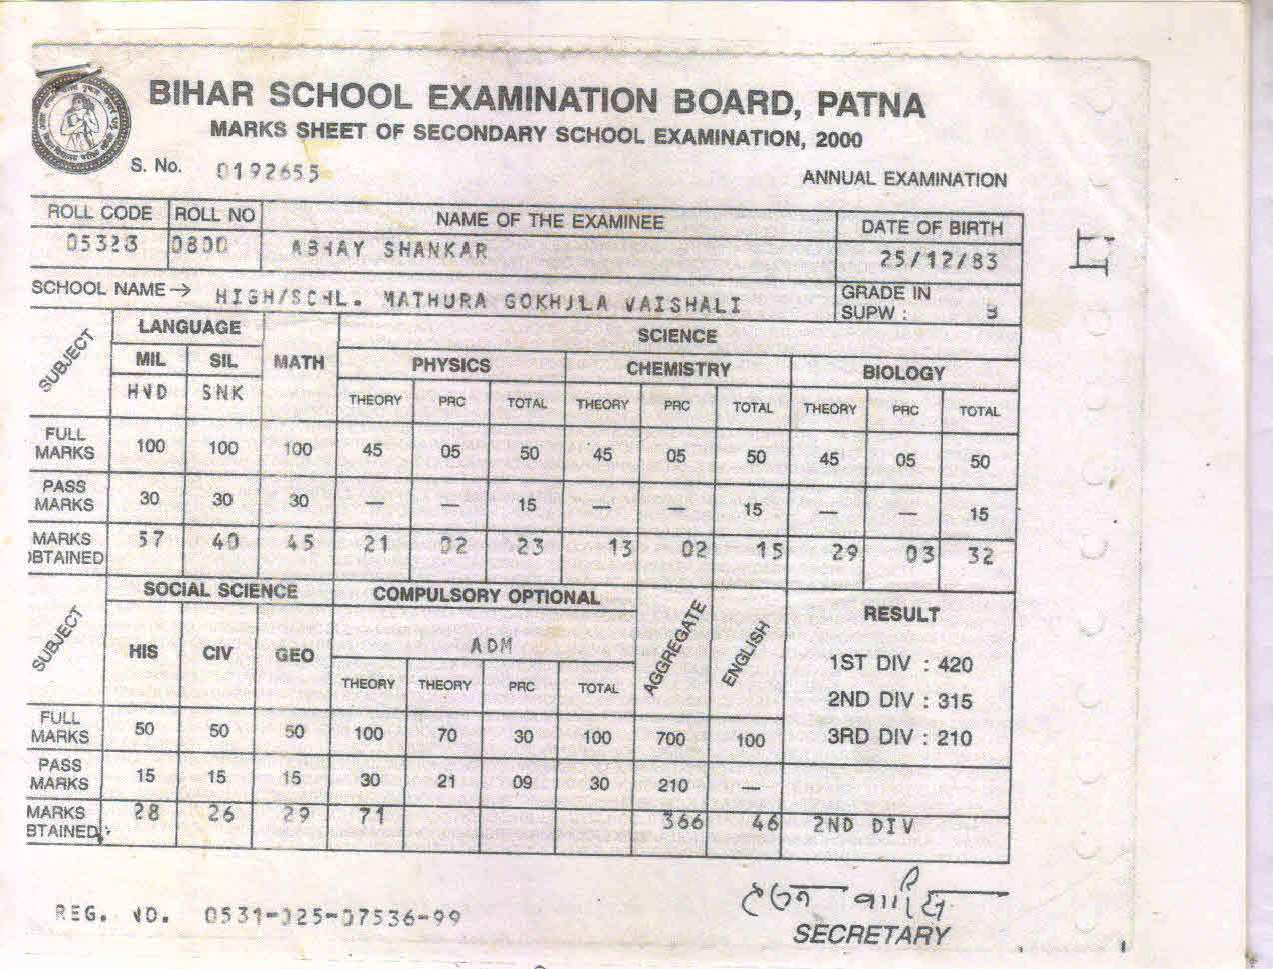 BIHAR SCHOOL EXAMINATION BOARD, PATNA
MARKS SHEET OF SECONDARY SCHOOL EXAMINATION, 2000
S. No. 0192655
ANNUAL EXAMINATION
ROLL CODE ROLL NO NAME OF THE EXAMINEE DATE OF BIRTH
05323 0800 ABHAY SHANKAR 25/12/83
SCHOOL NAME→ HIGH/SCHL. MATHURA GOKHULA VAISHALI GRADE IN
SUPW : B
SUBJECT LANGUAGE MATH SCIENCE
MIL SIL PHYSICS CHEMISTRY BIOLOGY
HND SNK THEORY PRC TOTAL THEORY PRC TOTAL THEORY PRC TOTAL
FULL
MARKS 100 100 100 45 05 50 45 05 50 45 05 50
PASS
MARKS 30 30 30 — — 15 — — 15 — — 15
MARKS
OBTAINED 57 40 45 21 02 23 13 02 15 29 03 32
SUBJECT SOCIAL SCIENCE COMPULSORY OPTIONAL AGGREGATE ENGLISH RESULT
HIS CIV GEO ADM
1ST DIV : 420
THEORY THEORY PRC TOTAL
2ND DIV : 315
FULL
MARKS 50 50 50 100 70 30 100 700 100 3RD DIV : 210
PASS
MARKS 15 15 15 30 21 09 30 210 —
MARKS
BTAINED 28 26 29 71 366 46 2ND DIV
REG. NO. 0531-025-07536-99
SECRETARY